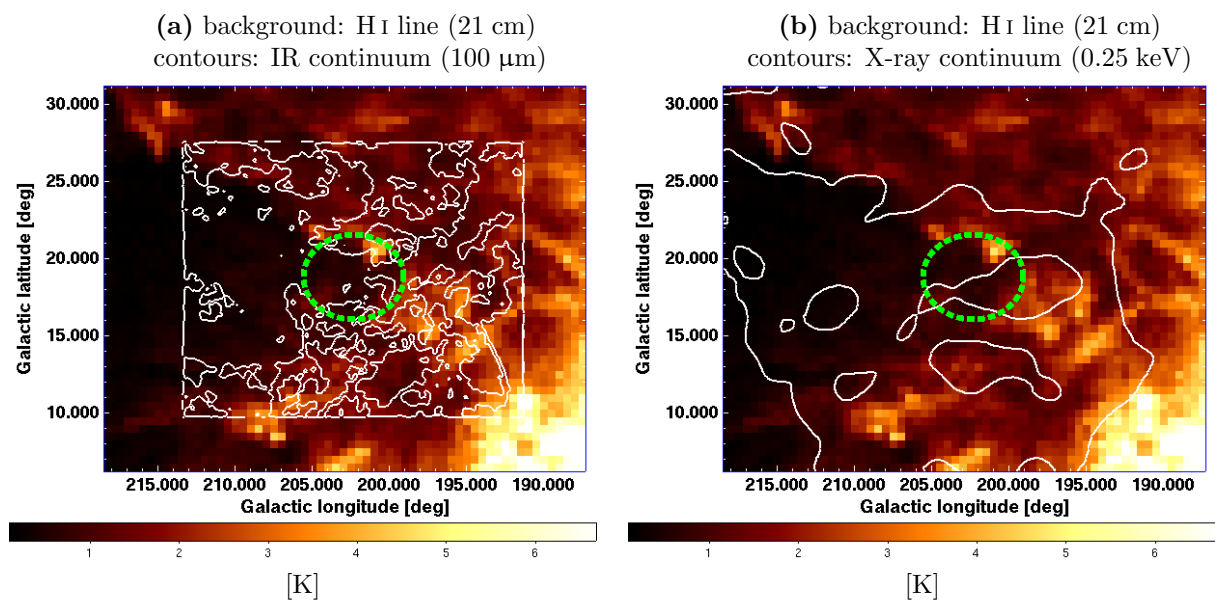 (a) background: H I line (21 cm)
contours: IR continuum (100 μm)
30.000
25.000
20.000
15.000
10.000
Galactic latitude [deg]
215.000 210.000 205.000 200.000 195.000 190.000
Galactic longitude [deg]
1 2 3 4 5 6
[K]
(b) background: H I line (21 cm)
contours: X-ray continuum (0.25 keV)
30.000
25.000
20.000
15.000
10.000
Galactic latitude [deg]
215.000 210.000 205.000 200.000 195.000 190.000
Galactic longitude [deg]
1 2 3 4 5 6
[K]